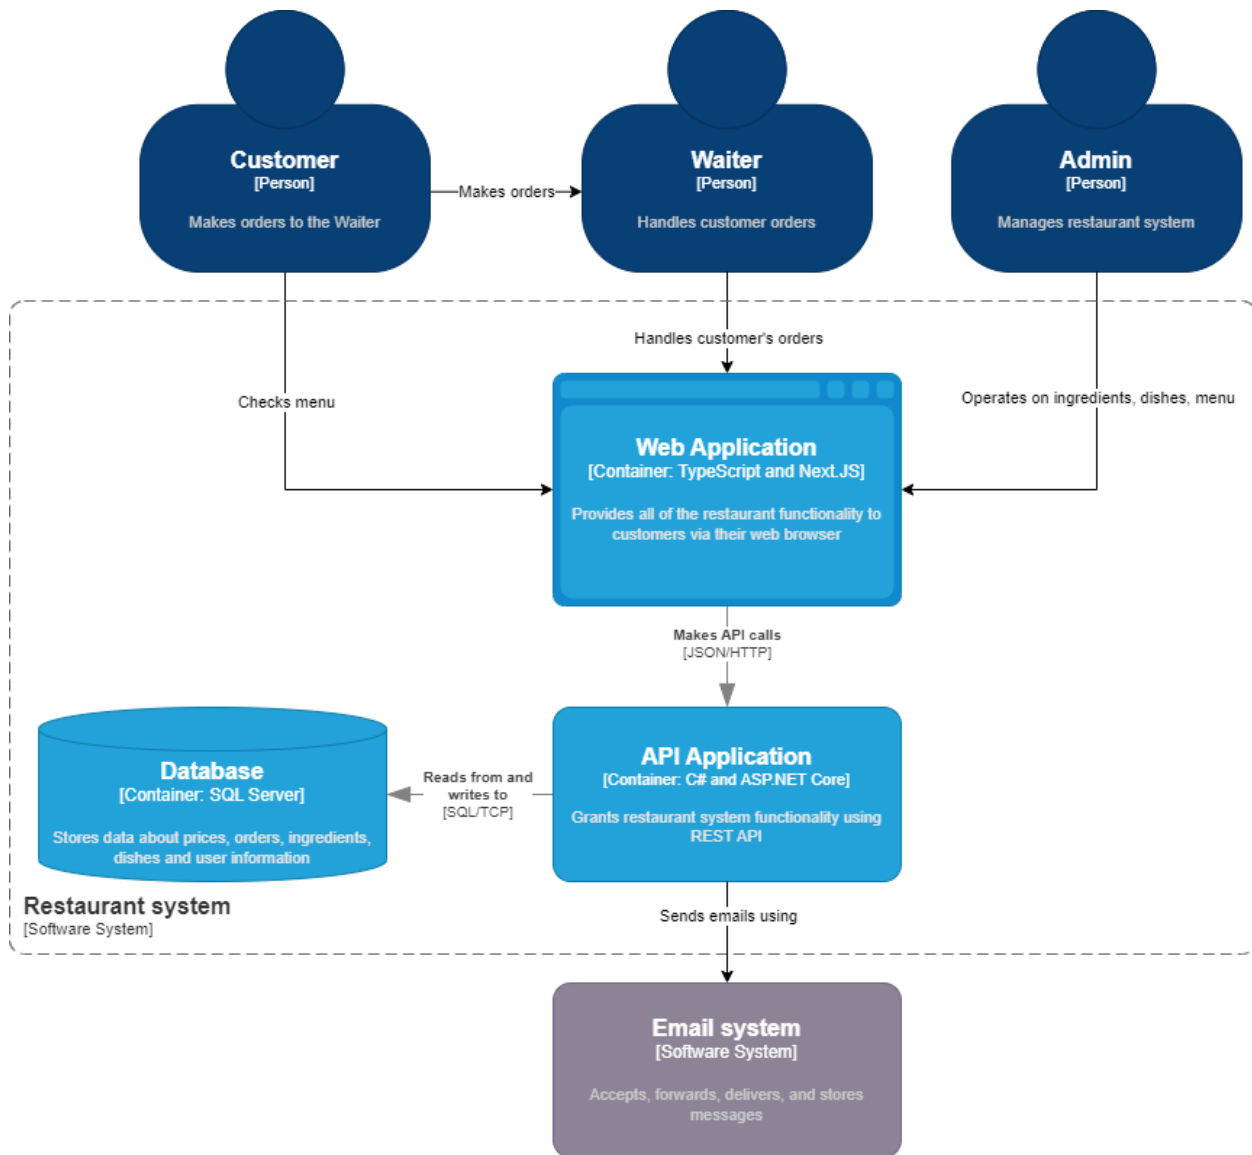 Customer
[Person]
Makes orders to the Waiter
Makes orders
Waiter
[Person]
Handles customer orders
Admin
[Person]
Manages restaurant system
Checks menu
Handles customer's orders
Operates on ingredients, dishes, menu
Web Application
[Container: TypeScript and Next.JS]
Provides all of the restaurant functionality to
customers via their web browser
Makes API calls
[JSON/HTTP]
Database
[Container: SQL Server]
Stores data about prices, orders, ingredients,
dishes and user information
Reads from and
writes to
[SQL/TCP]
API Application
[Container: C# and ASP.NET Core]
Grants restaurant system functionality using
REST API
Restaurant system
[Software System]
Sends emails using
Email system
[Software System]
Accepts, forwards, delivers, and stores
messages